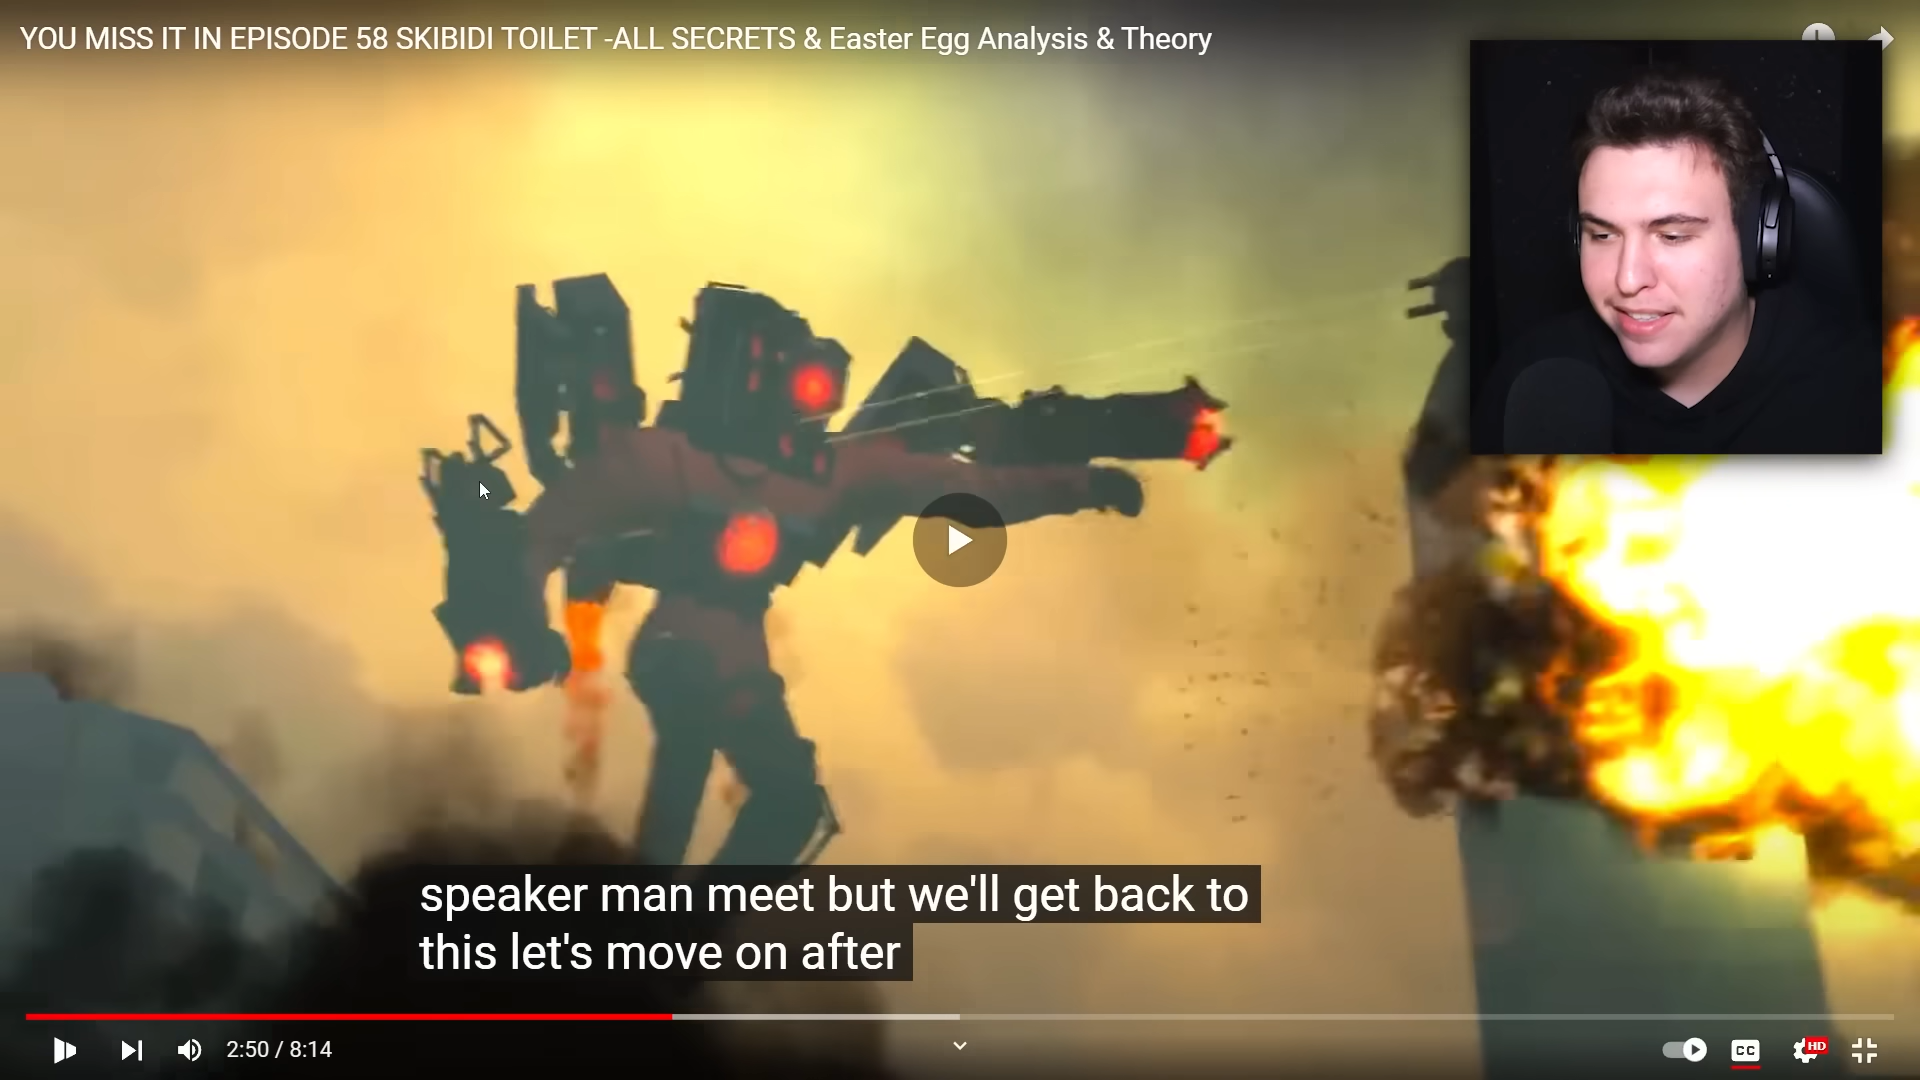 YOU MISS IT IN EPISODE 58 SKIBIDI TOILET -ALL SECRETS & Easter Egg Analysis & Theory
speaker man meet but we'll get back to
this let's move on after
2:50 / 8:14
CC
HD